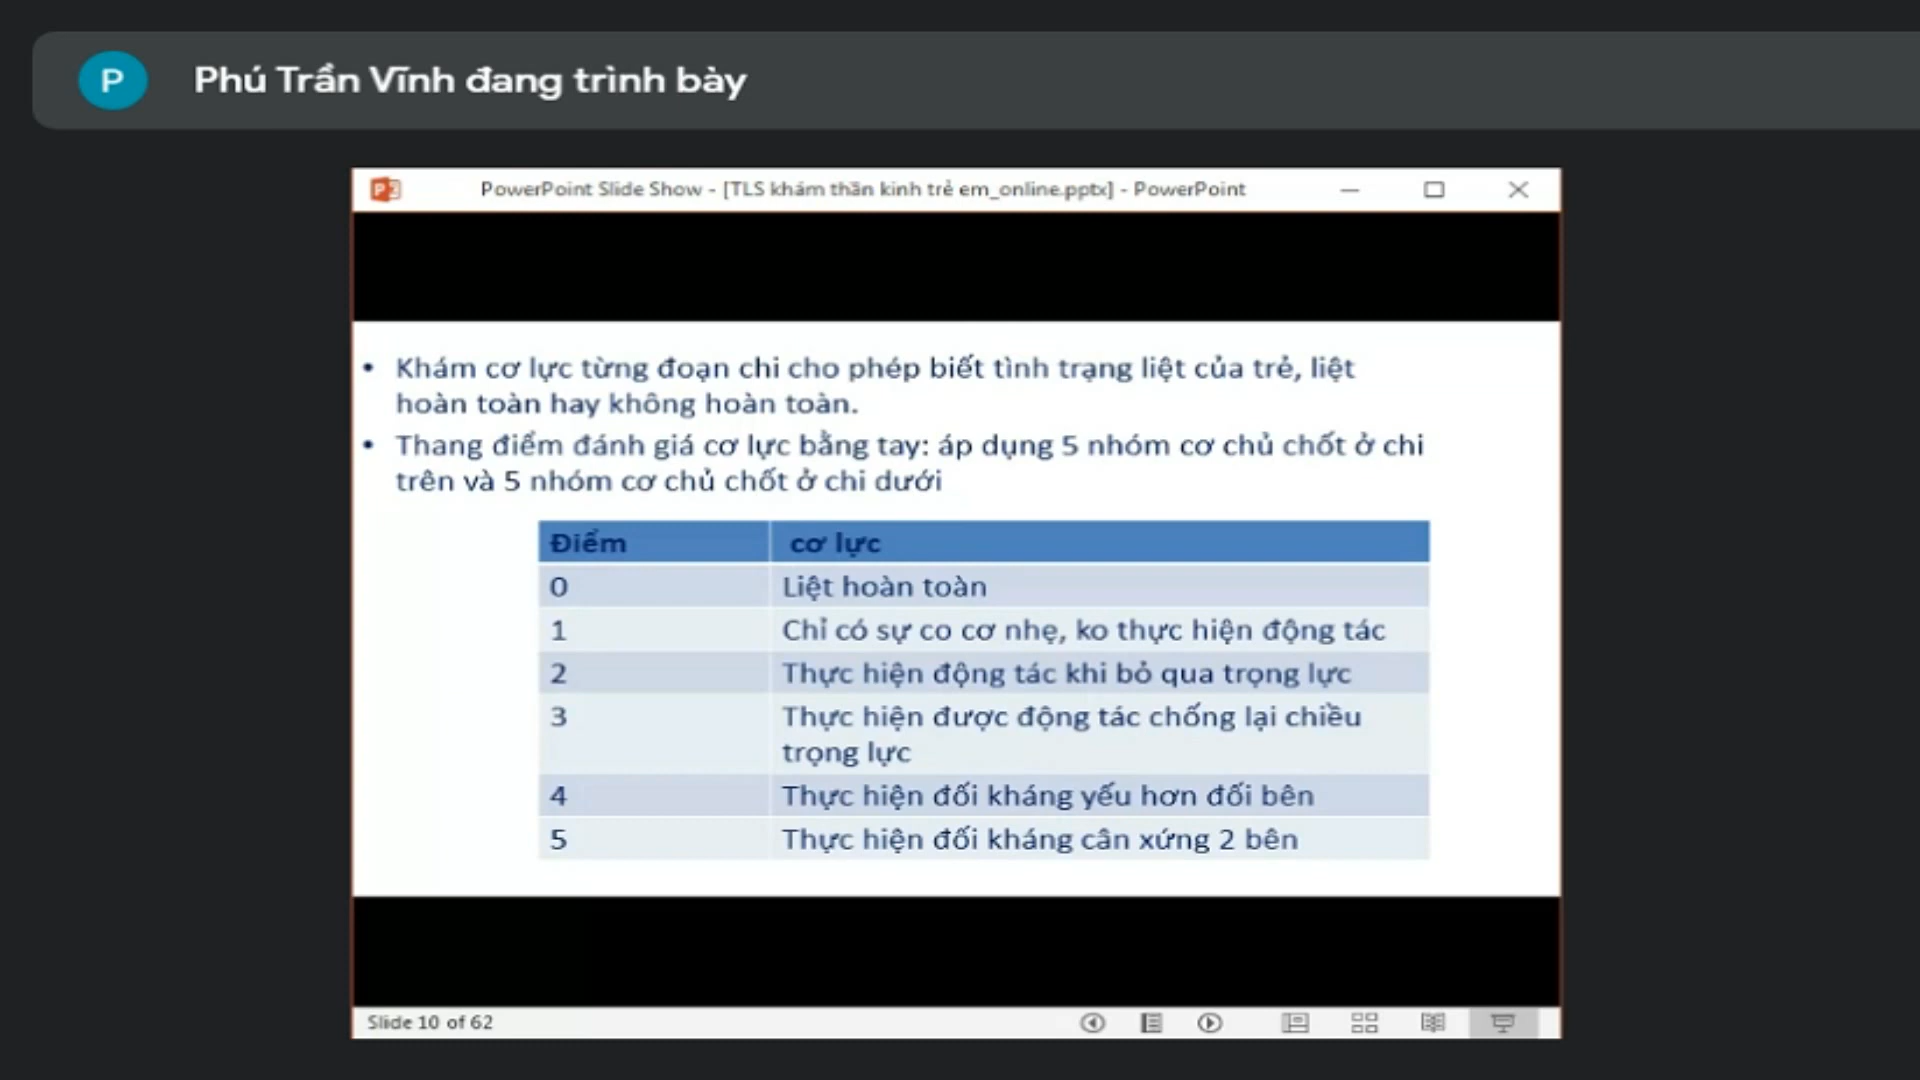 P Phú Trần Vĩnh đang trình bày
PowerPoint Slide Show - [TLS khám thần kinh trẻ em_online.pptx] - PowerPoint
• Khám cơ lực từng đoạn chi cho phép biết tình trạng liệt của trẻ, liệt
hoàn toàn hay không hoàn toàn.
• Thang điểm đánh giá cơ lực bằng tay: áp dụng 5 nhóm cơ chủ chốt ở chi
trên và 5 nhóm cơ chủ chốt ở chi dưới
Điểm cơ lực
0 Liệt hoàn toàn
1 Chỉ có sự co cơ nhẹ, ko thực hiện động tác
2 Thực hiện động tác khi bỏ qua trọng lực
3 Thực hiện được động tác chống lại chiều
trọng lực
4 Thực hiện đối kháng yếu hơn đối bên
5 Thực hiện đối kháng cân xứng 2 bên
Slide 10 of 62